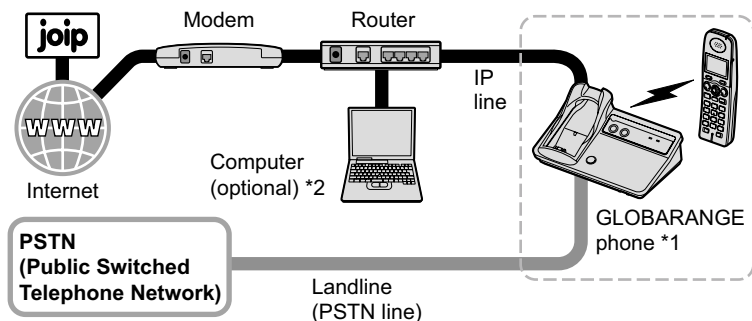 joip
Modem
Router
WWW
IP
line
Internet
Computer
(optional) *2
GLOBARANGE
phone *1
PSTN
(Public Switched
Telephone Network)
Landline
(PSTN line)